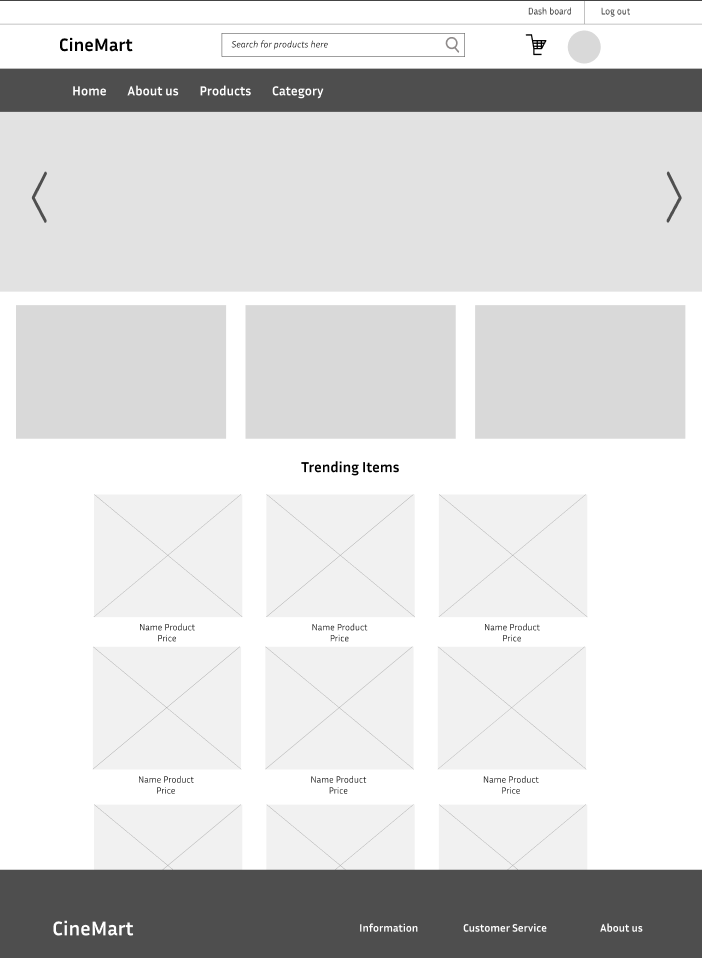 Dash board
Log out
CineMart
Search for products here
Home About us Products Category
Trending Items
Name Product Name Product Name Product
Price Price Price
Name Product Name Product Name Product
Price Price Price
CineMart Information Customer Service About us